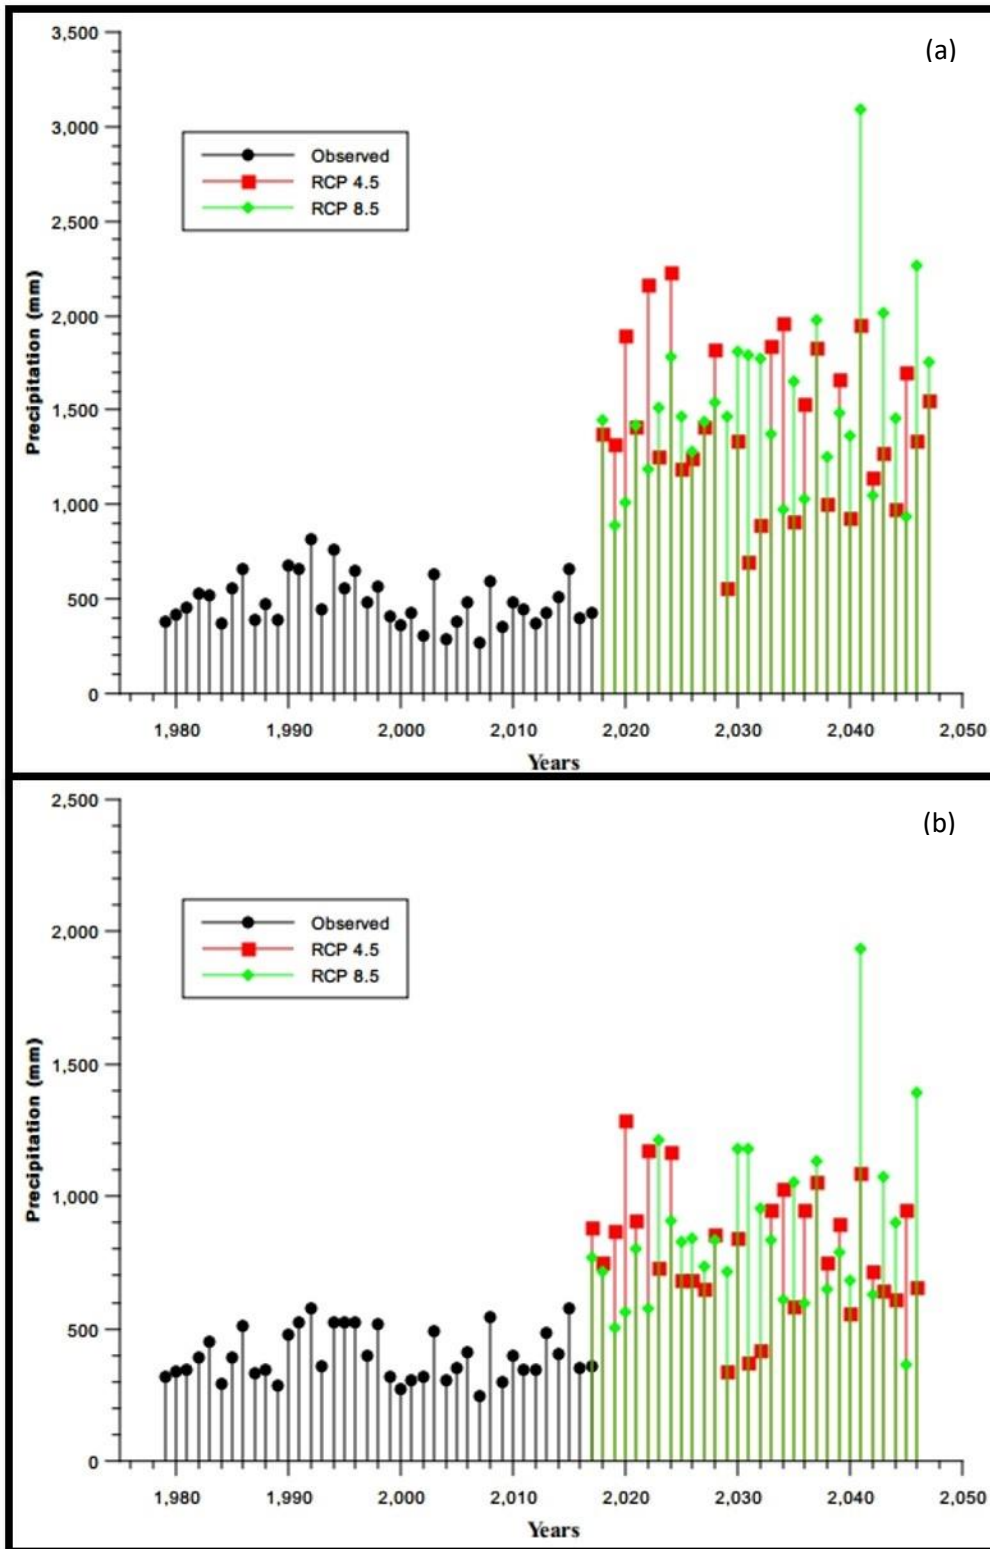 (a)
3,500
3,000
2,500
2,000
1,500
1,000
500
0
Precipitation (mm)
Observed
RCP 4.5
RCP 8.5
1,980 1,990 2,000 2,010 2,020 2,030 2,040 2,050
Years
(b)
2,500
2,000
1,500
1,000
500
0
Precipitation (mm)
Observed
RCP 4.5
RCP 8.5
1,980 1,990 2,000 2,010 2,020 2,030 2,040 2,050
Years